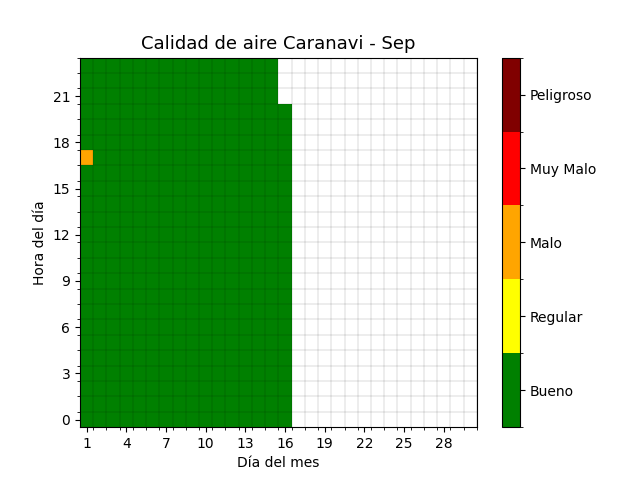 Calidad de aire Caranavi - Sep
Hora del día
21
18
15
12
9
6
3
0
1 4 7 10 13 16 19 22 25 28
Día del mes
Peligroso
Muy Malo
Malo
Regular
Bueno